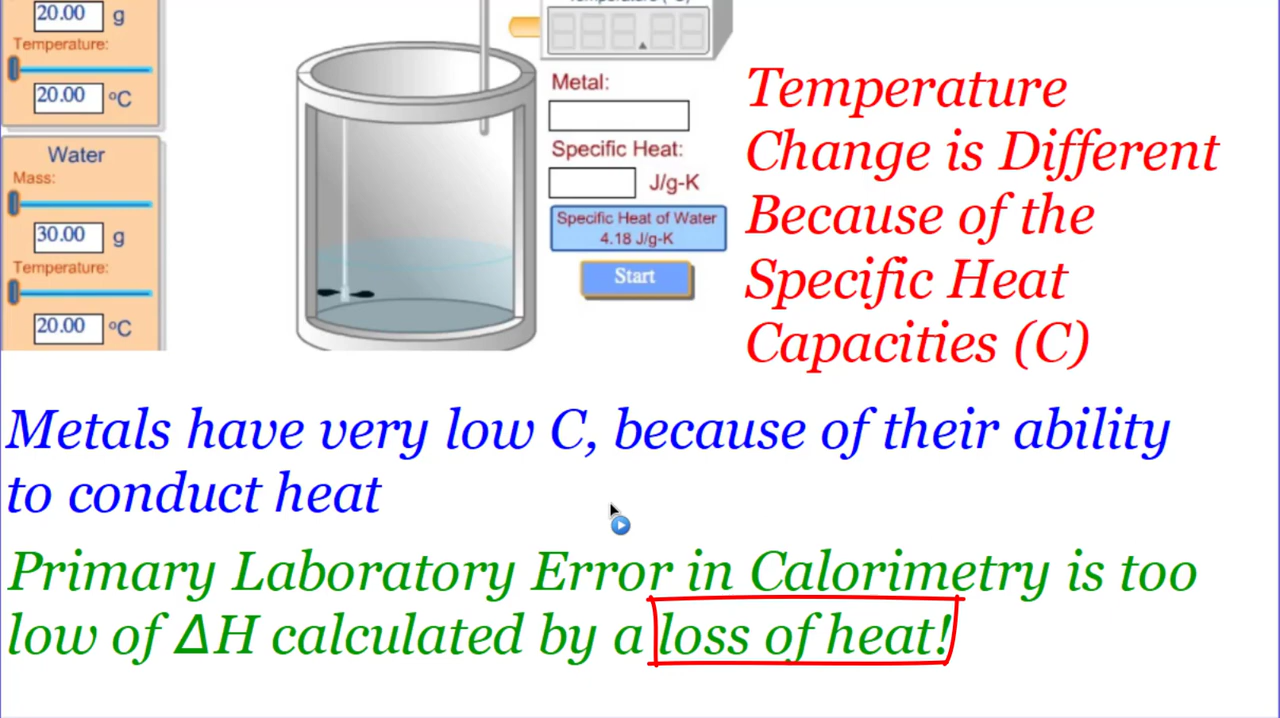 20.00 g
Temperature:
20.00 ºC
Water
Mass:
30.00 g
Temperature:
20.00 ºC
Metal:
Specific Heat:
J/g-K
Specific Heat of Water
4.18 J/g-K
Start
Temperature
Change is Different
Because of the
Specific Heat
Capacities (C)
Metals have very low C, because of their ability
to conduct heat
Primary Laboratory Error in Calorimetry is too
low of ΔH calculated by a loss of heat!